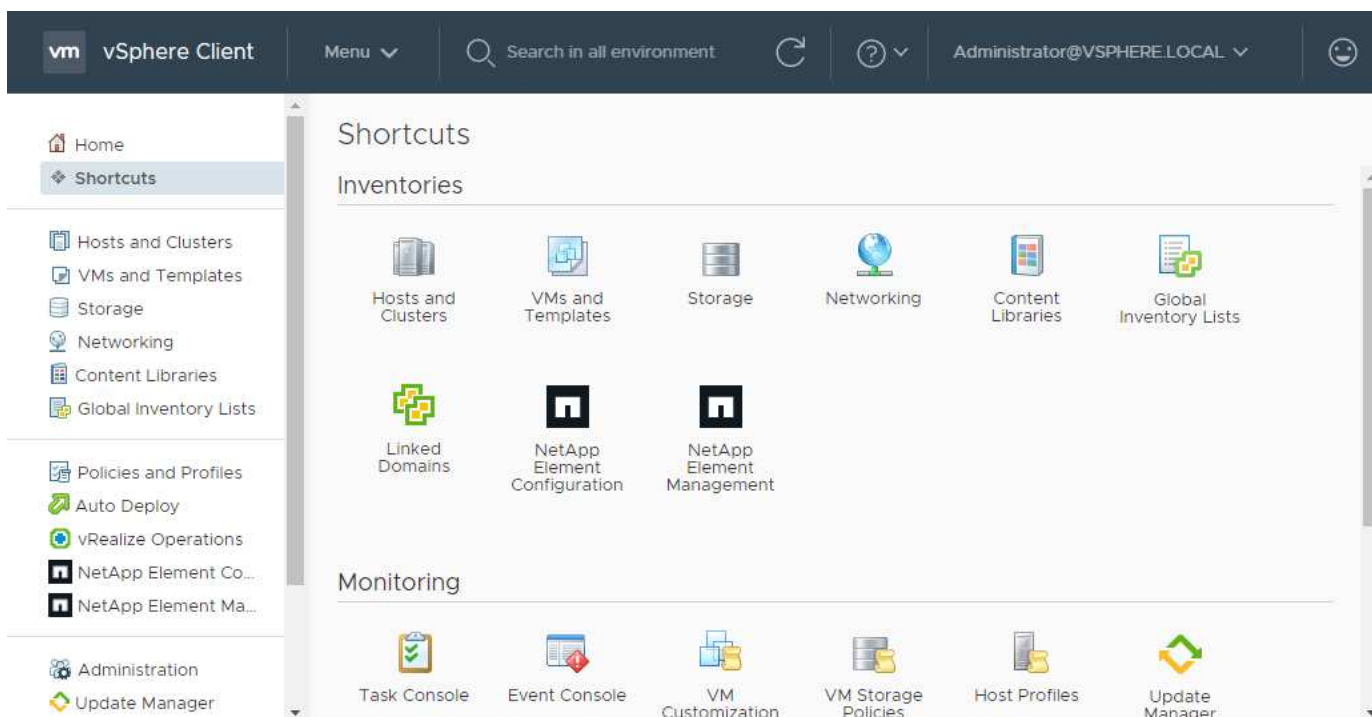 vm vSphere Client Menu Search in all environment Administrator@VSPHERE.LOCAL
Home
Shortcuts
Hosts and Clusters
VMs and Templates
Storage
Networking
Content Libraries
Global Inventory Lists
Policies and Profiles
Auto Deploy
vRealize Operations
NetApp Element Co...
NetApp Element Ma...
Administration
Update Manager
Shortcuts
Inventories
Hosts and
Clusters
VMs and
Templates
Storage
Networking
Content
Libraries
Global
Inventory Lists
Linked
Domains
NetApp
Element
Configuration
NetApp
Element
Management
Monitoring
Task Console
Event Console
VM
Customization
VM Storage
Policies
Host Profiles
Update
Manager